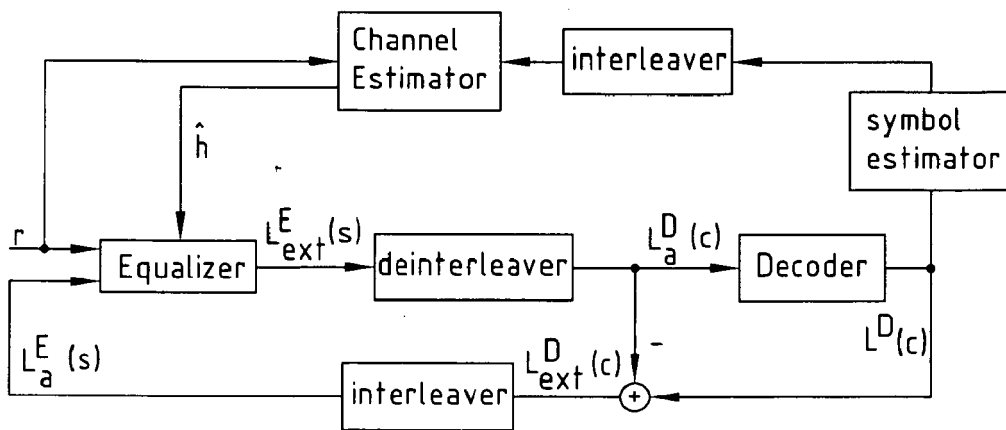 Channel
Estimator
interleaver
symbol
estimator
ĥ
r
Equalizer
L^E_ext(s)
deinterleaver
L^D_a(c)
Decoder
L^E_a(s)
interleaver
L^D_ext(c)
-
+
L^D(c)